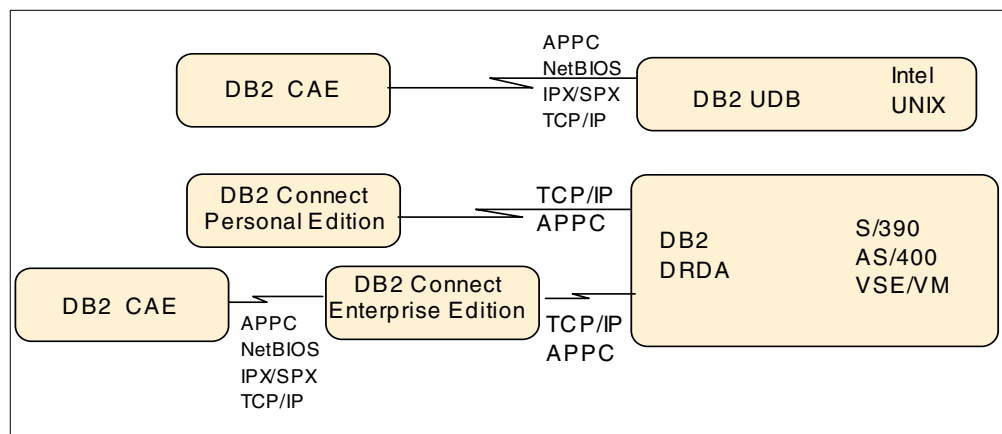 DB2 CAE
APPC
NetBIOS
IPX/SPX
TCP/IP
DB2 UDB
Intel
UNIX
DB2 Connect
Personal Edition
TCP/IP
APPC
DB2
DRDA
S/390
AS/400
VSE/VM
DB2 CAE
APPC
NetBIOS
IPX/SPX
TCP/IP
DB2 Connect
Enterprise Edition
TCP/IP
APPC